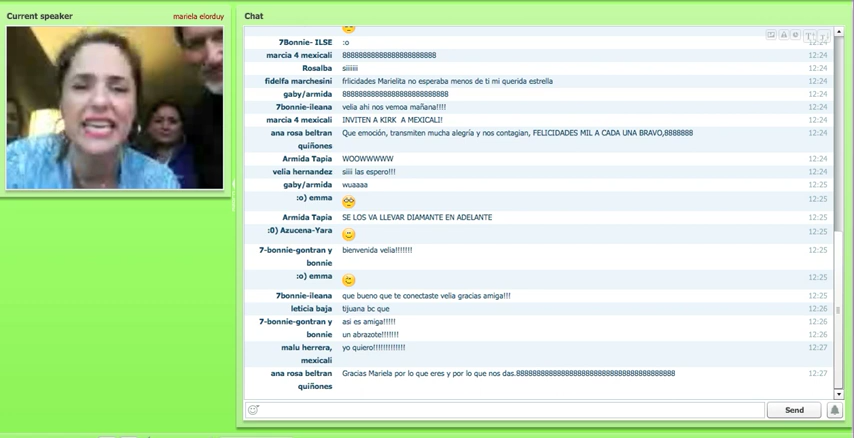 Current speaker
mariela elorduy
Chat
7Bonnie- ILSE :o 12:24
marcia 4 mexicali 88888888888888888888888 12:24
Rosalba siiiiiii 12:24
fidelfa marchesini frlicidades Marielita no esperaba menos de ti mi querida estrella 12:24
gaby/armida 88888888888888888888888888 12:24
7bonnie-ileana velia ahi nos vemoa mañana!!!! 12:24
marcia 4 mexicali INVITEN A KIRK A MEXICALI! 12:24
ana rosa beltran Que emoción, transmiten mucha alegría y nos contagian, FELICIDADES MIL A CADA UNA BRAVO,8888888 12:24
quiñones
Armida Tapia WOOWWWWW 12:24
velia hernandez siiii las espero!!! 12:24
gaby/armida wuaaaa 12:25
:o) emma 12:25
Armida Tapia SE LOS VA LLEVAR DIAMANTE EN ADELANTE 12:25
:0) Azucena-Yara 12:25
7-bonnie-gontran y bienvenida velia!!!!!!! 12:25
bonnie
:o) emma 12:25
7bonnie-ileana que bueno que te conectaste velia gracias amiga!!! 12:25
leticia baja tijuana bc que 12:26
7-bonnie-gontran y asi es amiga!!!!! 12:26
bonnie un abrazote!!!!!!! 12:26
malu herrera, yo quiero!!!!!!!!!!!!! 12:27
mexicali
ana rosa beltran Gracias Mariela por lo que eres y por lo que nos das.8888888888888888888888888888888888888888 12:27
quiñones
Send